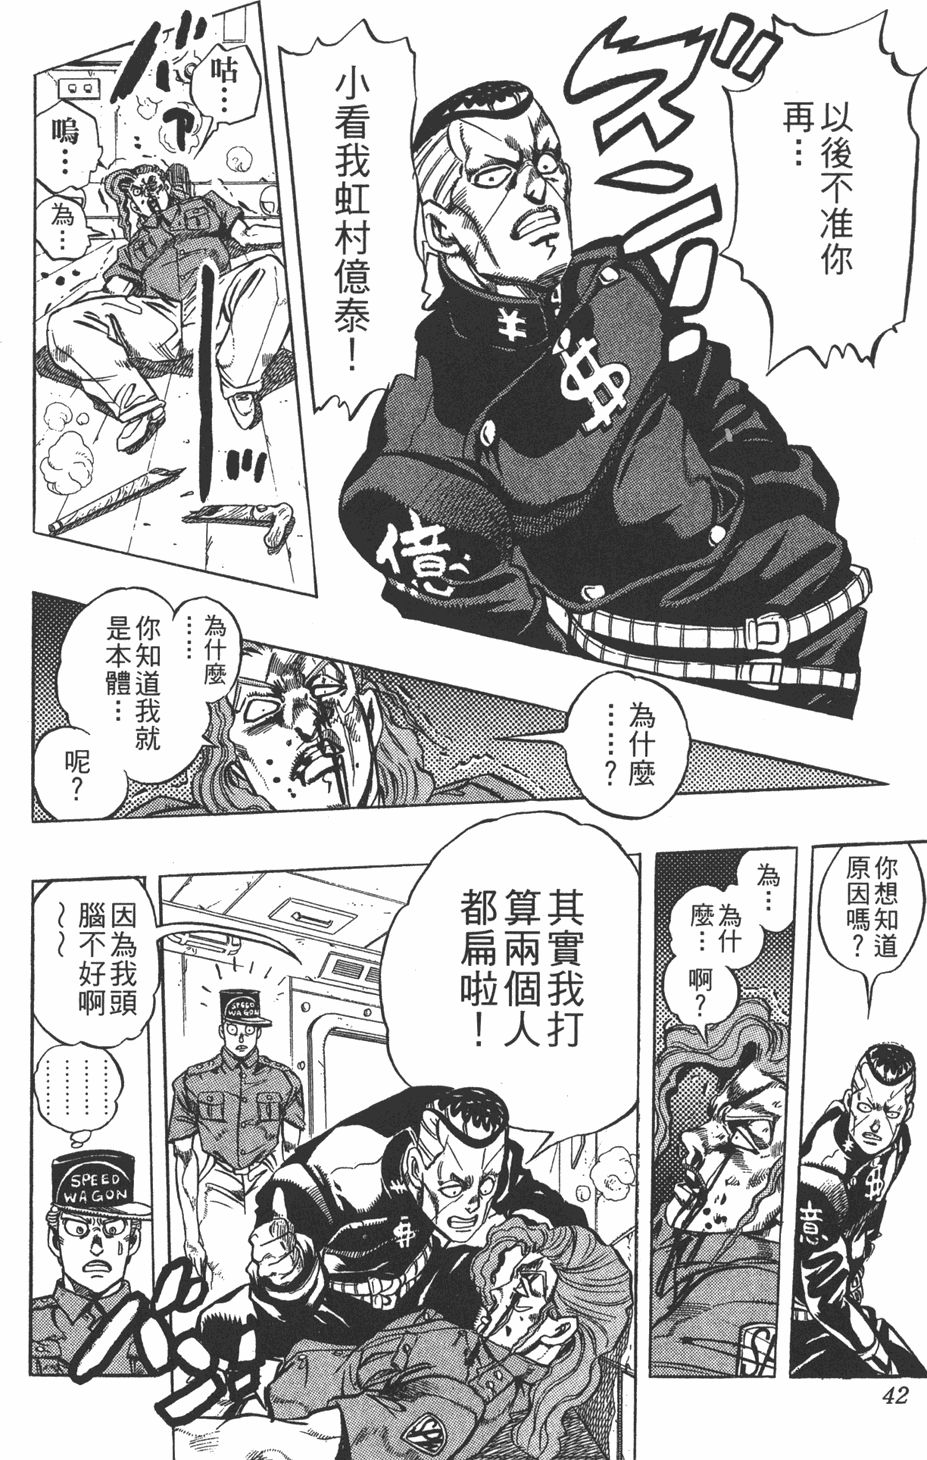 以後不准你
再…
ズン
小看我虹村億泰！
¥
$
億
咕…
嗚…
為…
為什麼
……？
為什麼
……
你知道我就
是本體…
呢？
你想知道
原因嗎？
$
為…
為什
麼…
啊？
其實我打
算兩個人
都扁啦！
SPEED
WAGON
因為我頭
腦不好啊
～～
…………
SPEED
WAGON
42